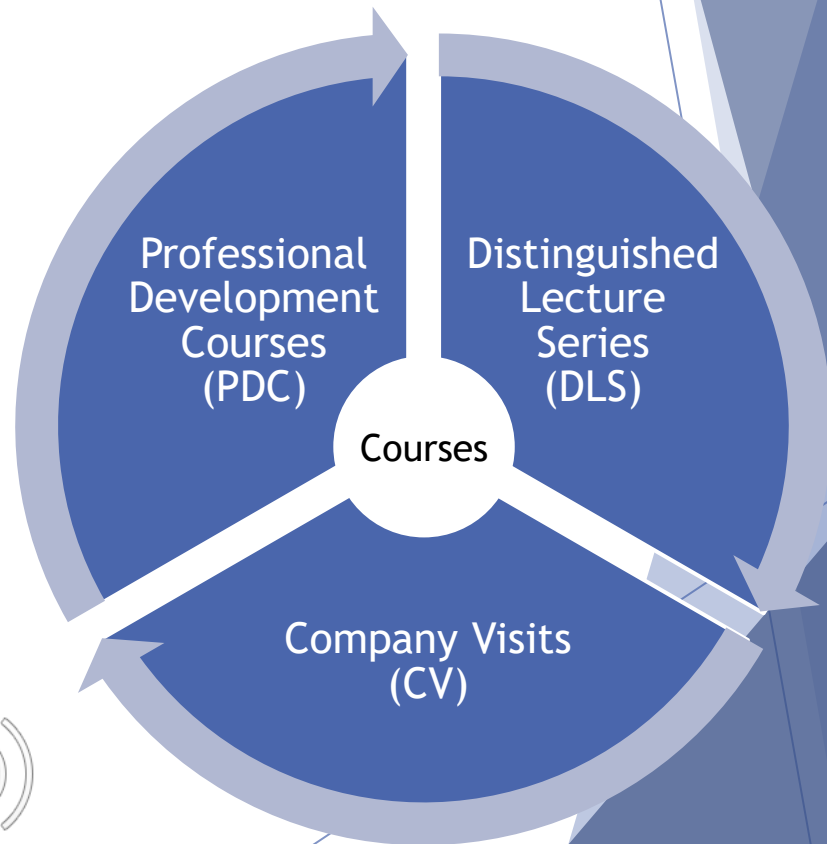 Professional
Development
Courses
(PDC)
Distinguished
Lecture
Series
(DLS)
Courses
Company Visits
(CV)